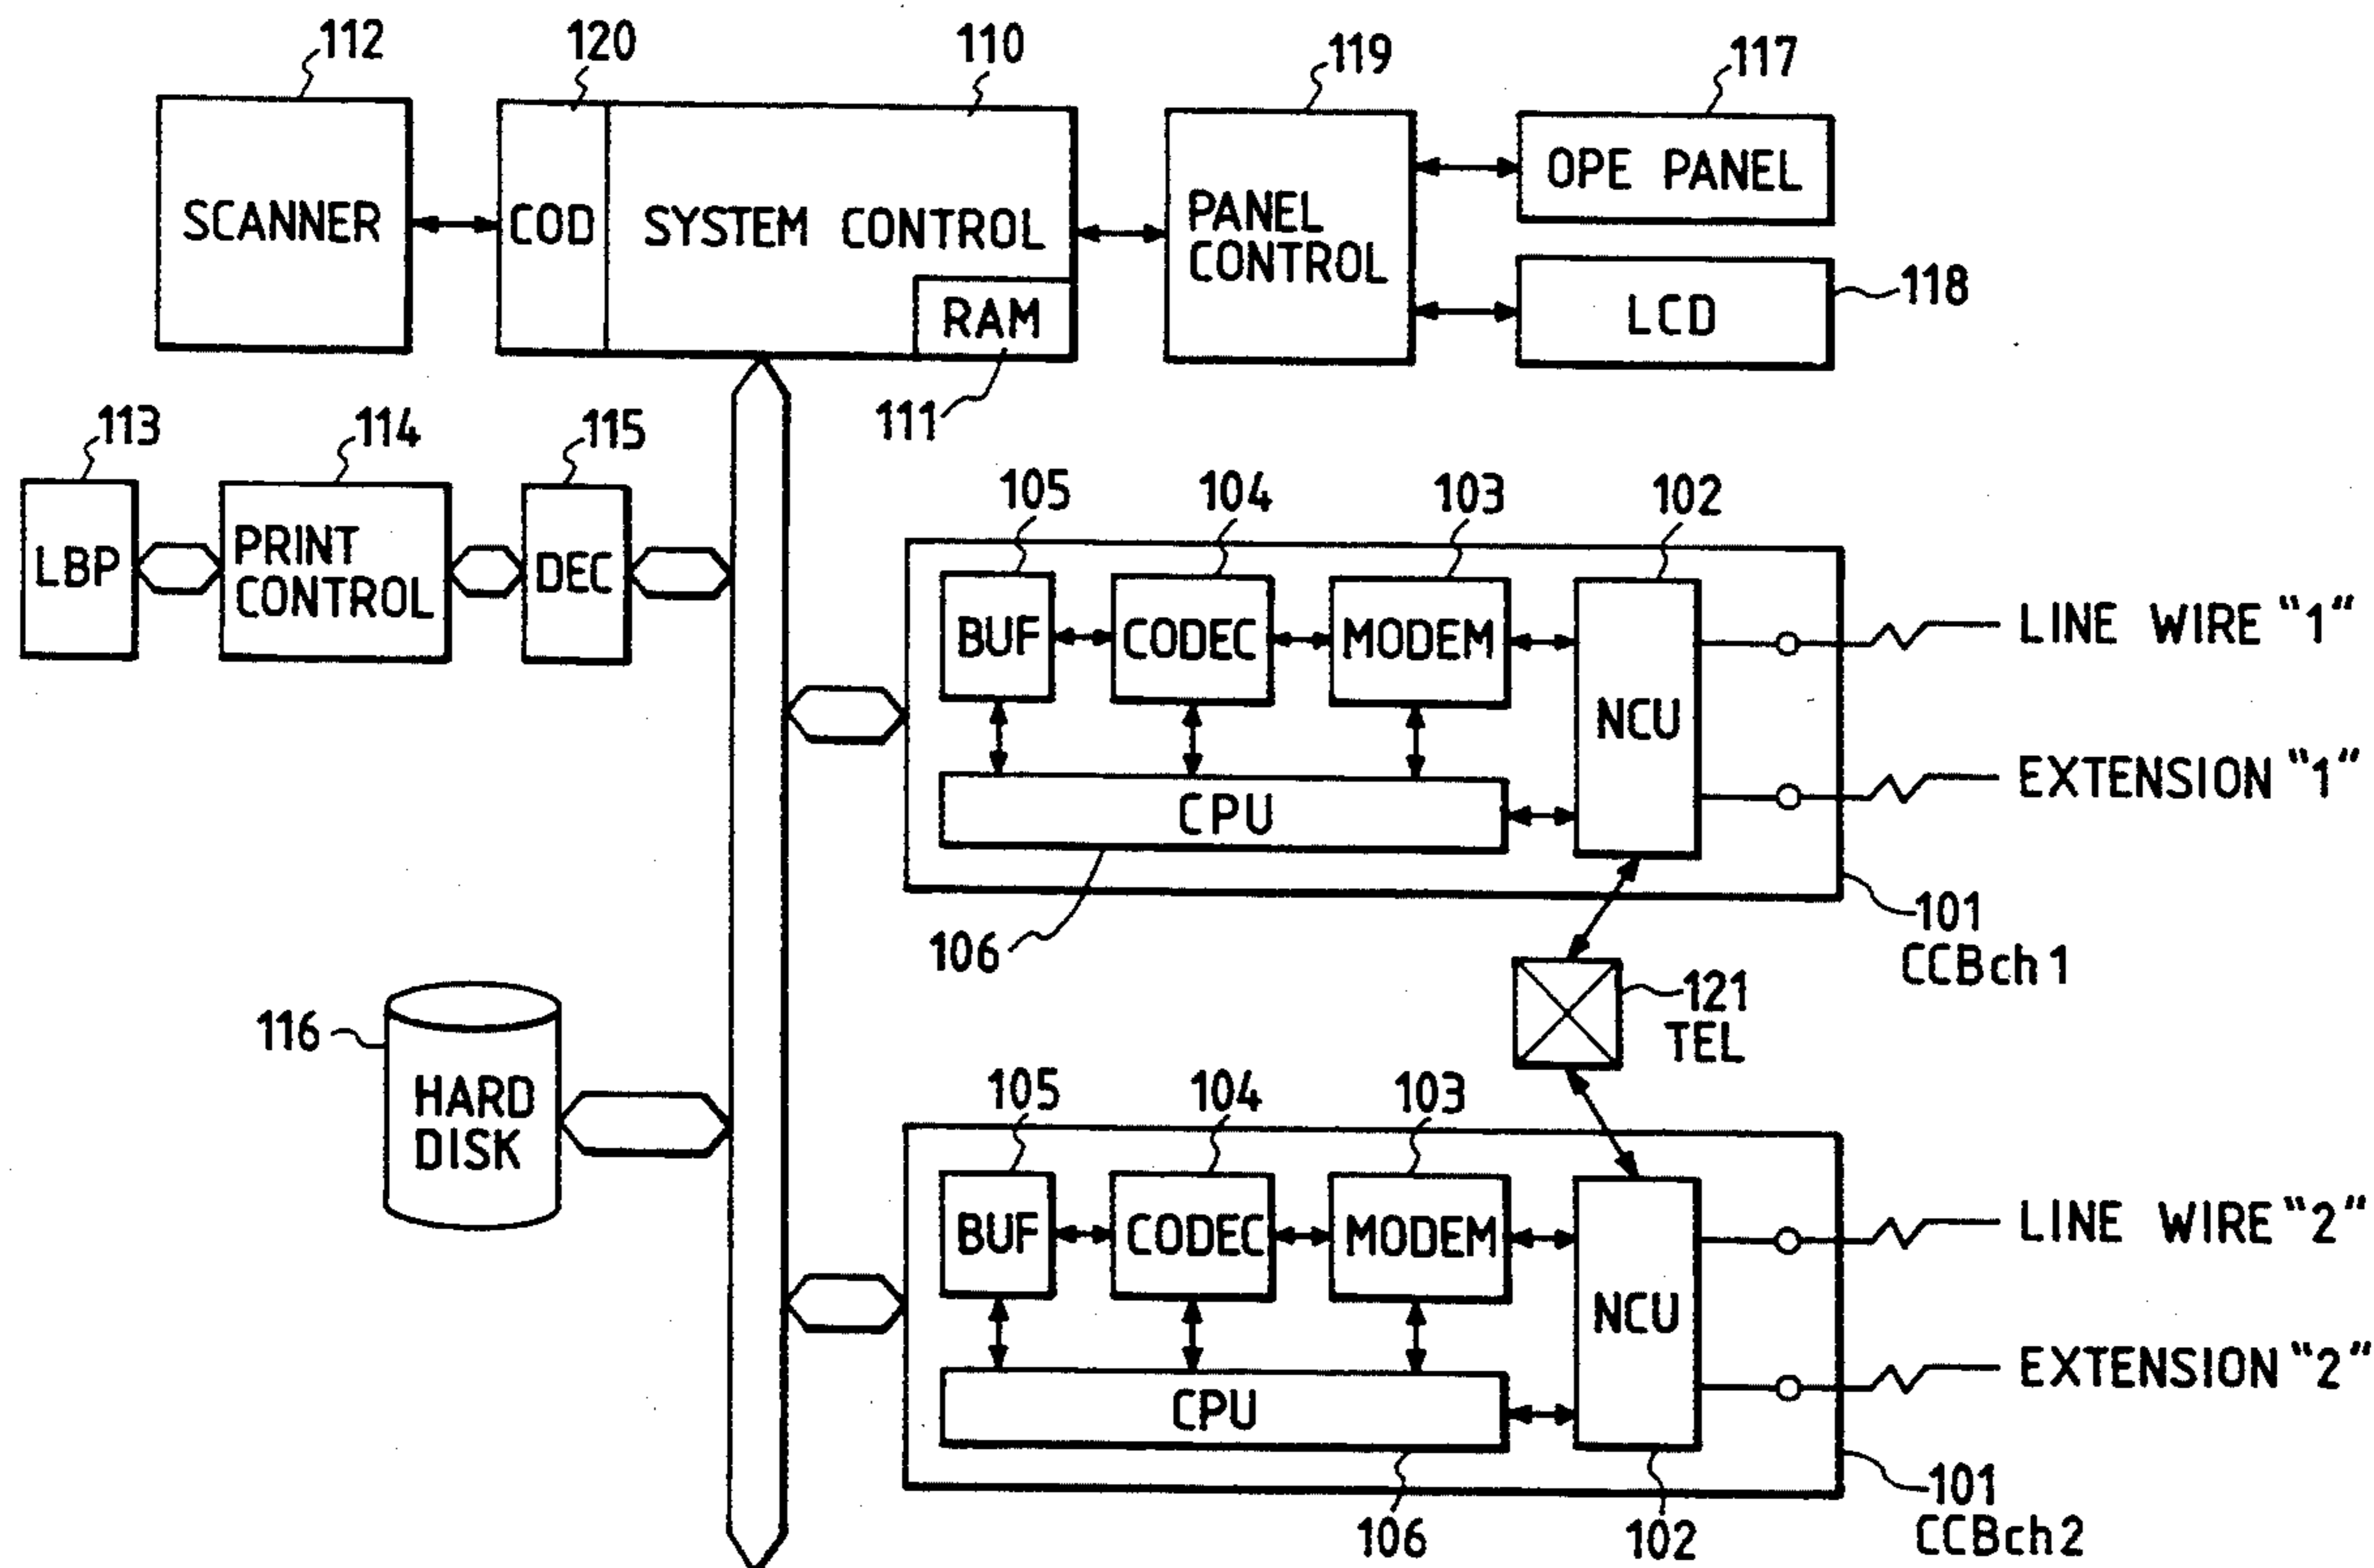 112
120
110
119
117
SCANNER
COD
SYSTEM CONTROL
RAM
111
PANEL
CONTROL
OPE PANEL
LCD
118
113
114
115
LBP
PRINT
CONTROL
DEC
105
104
103
102
BUF
CODEC
MODEM
NCU
CPU
106
LINE WIRE "1"
EXTENSION "1"
101
CCBch1
121
TEL
116
HARD
DISK
105
104
103
BUF
CODEC
MODEM
NCU
CPU
106
102
LINE WIRE "2"
EXTENSION "2"
101
CCBch2